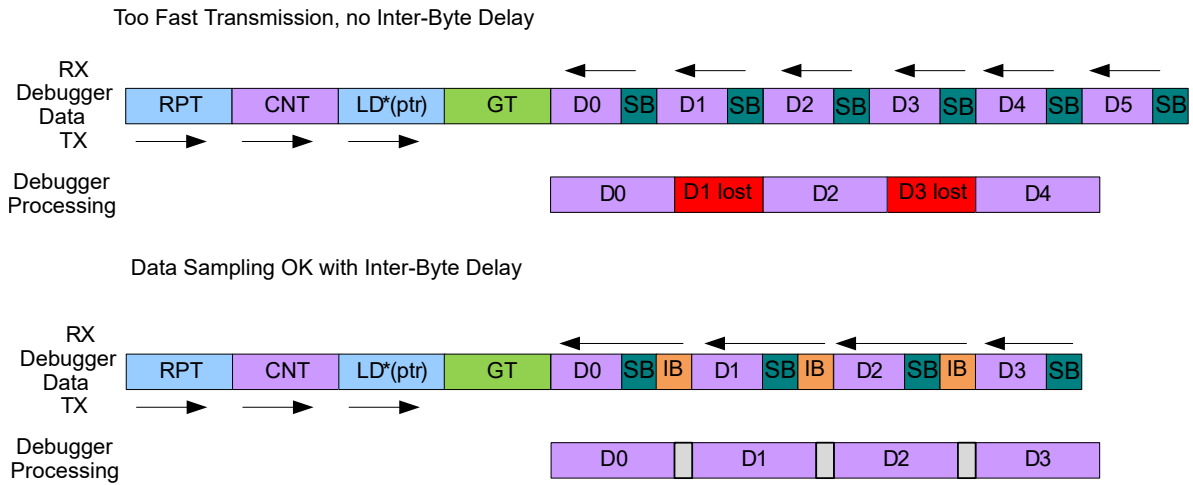 Too Fast Transmission, no Inter-Byte Delay
RX
Debugger
Data
TX
RPT CNT LD*(ptr) GT D0 SB D1 SB D2 SB D3 SB D4 SB D5 SB
Debugger
Processing
D0 D1 lost D2 D3 lost D4
Data Sampling OK with Inter-Byte Delay
RX
Debugger
Data
TX
RPT CNT LD*(ptr) GT D0 SB IB D1 SB IB D2 SB IB D3 SB
Debugger
Processing
D0 D1 D2 D3